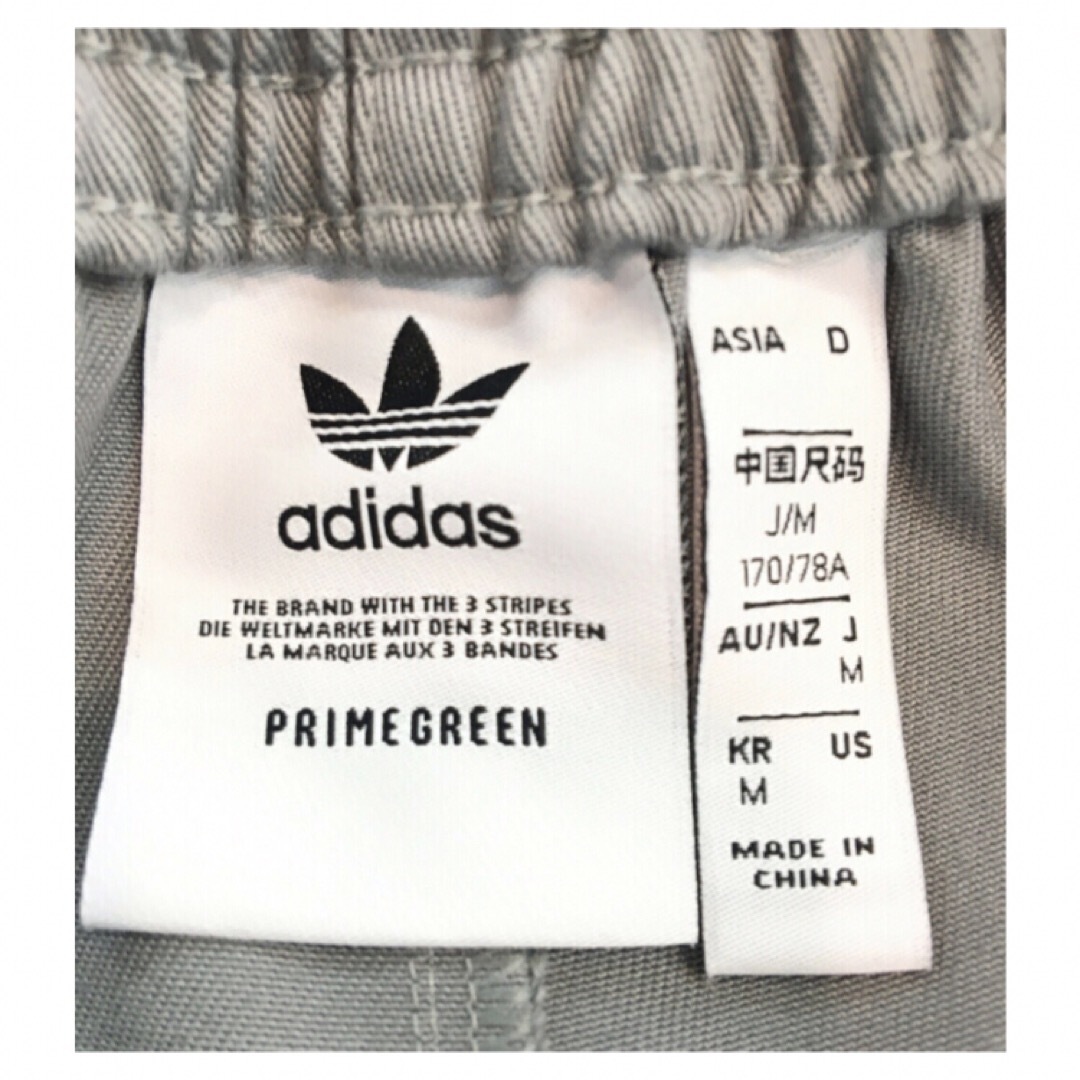 adidas
THE BRAND WITH THE 3 STRIPES
DIE WELTMARKE MIT DEN 3 STREIFEN
LA MARQUE AUX 3 BANDES
PRIMEGREEN
ASIA D
中国尺码
J/M
170/78A
AU/NZ J
M
KR US
M
MADE IN
CHINA